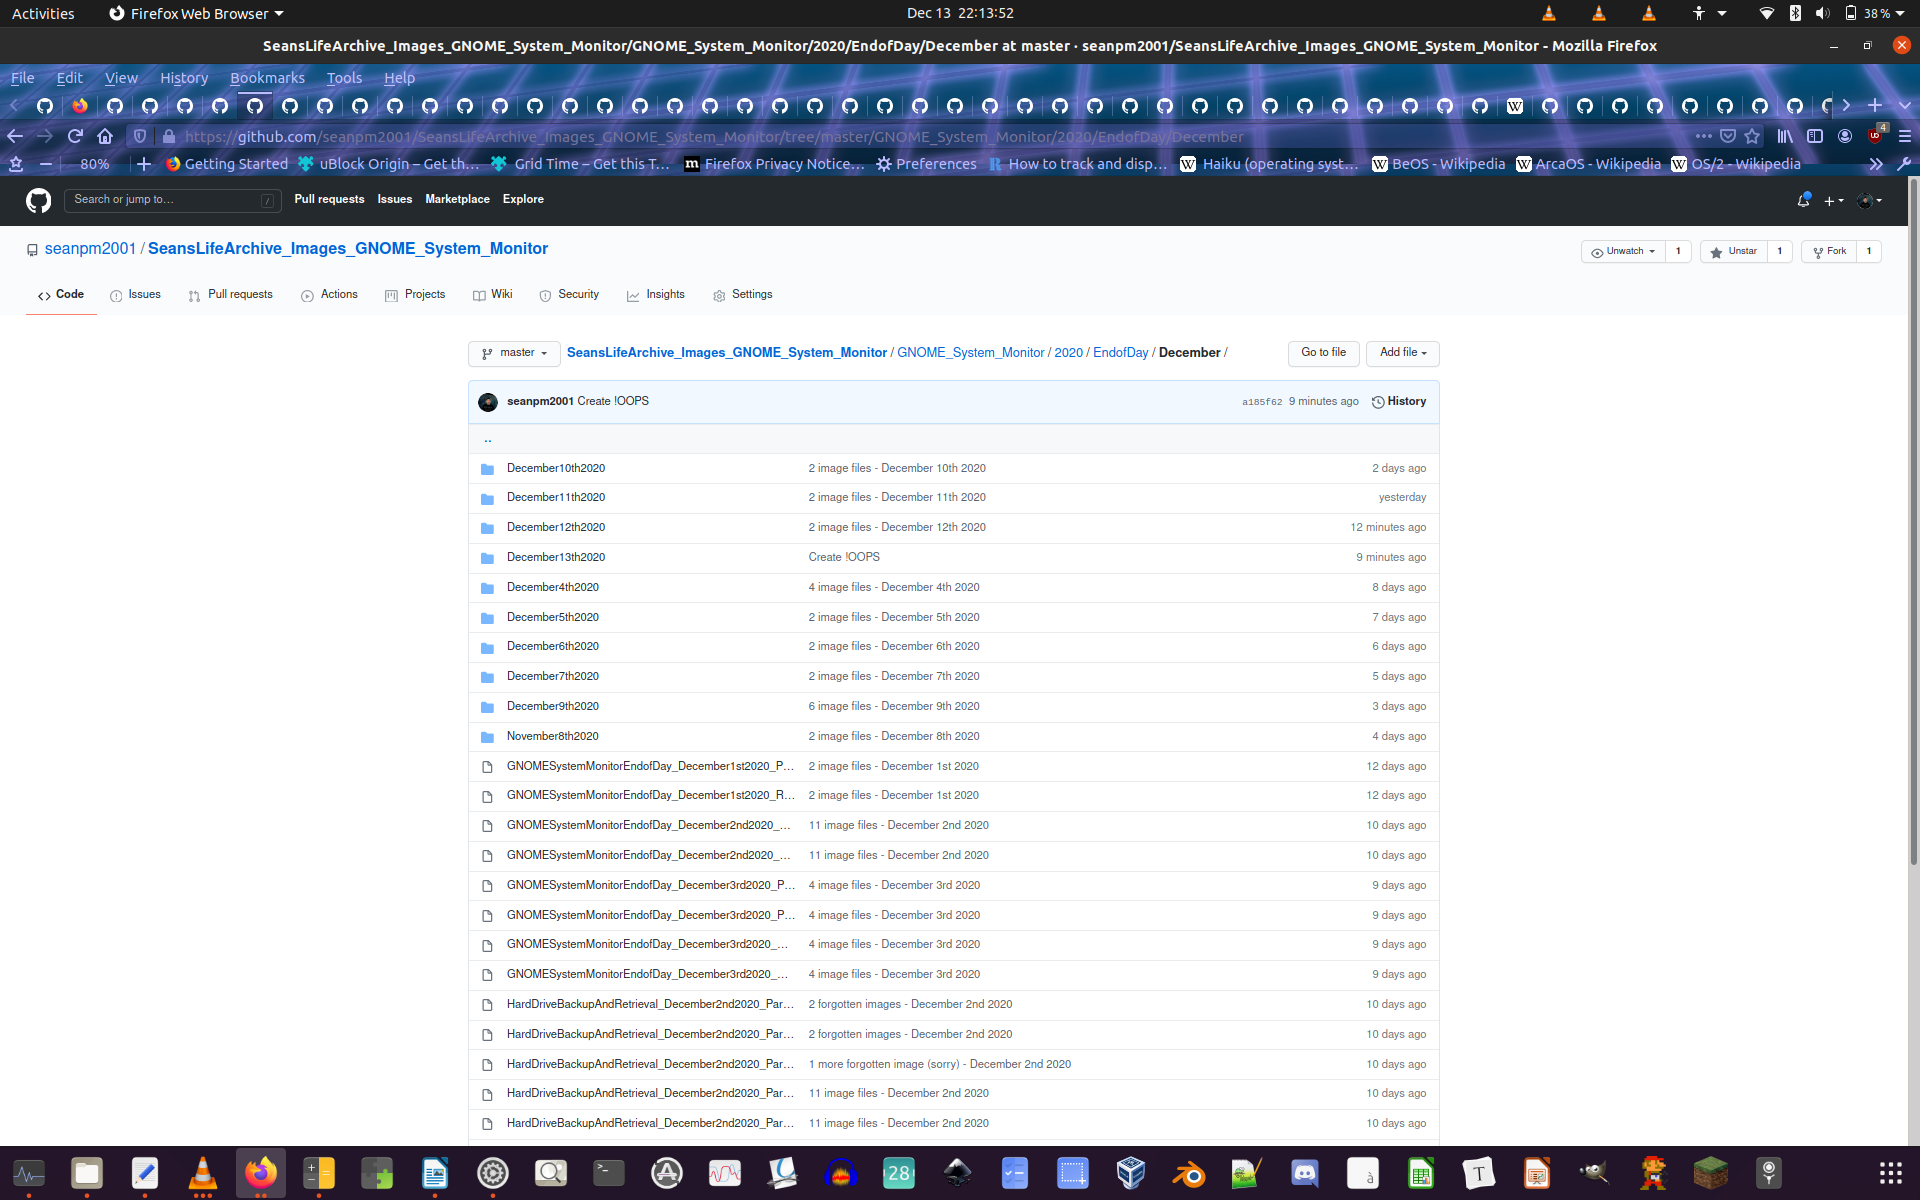 Activities Firefox Web Browser Dec 13 22:13:52 38 %
SeansLifeArchive_Images_GNOME_System_Monitor/GNOME_System_Monitor/2020/EndofDay/December at master · seanpm2001/SeansLifeArchive_Images_GNOME_System_Monitor - Mozilla Firefox
File Edit View History Bookmarks Tools Help
https://github.com/seanpm2001/SeansLifeArchive_Images_GNOME_System_Monitor/tree/master/GNOME_System_Monitor/2020/EndofDay/December 4
80% Getting Started uBlock Origin – Get th… Grid Time – Get this T… Firefox Privacy Notice… Preferences How to track and disp… Haiku (operating syst… BeOS - Wikipedia ArcaOS - Wikipedia OS/2 - Wikipedia
Search or jump to… / Pull requests Issues Marketplace Explore
seanpm2001 / SeansLifeArchive_Images_GNOME_System_Monitor Unwatch 1 Unstar 1 Fork 1
Code Issues Pull requests Actions Projects Wiki Security Insights Settings
master SeansLifeArchive_Images_GNOME_System_Monitor / GNOME_System_Monitor / 2020 / EndofDay / December / Go to file Add file
seanpm2001 Create !OOPS a185f62 9 minutes ago History
..
December10th2020 2 image files - December 10th 2020 2 days ago
December11th2020 2 image files - December 11th 2020 yesterday
December12th2020 2 image files - December 12th 2020 12 minutes ago
December13th2020 Create !OOPS 9 minutes ago
December4th2020 4 image files - December 4th 2020 8 days ago
December5th2020 2 image files - December 5th 2020 7 days ago
December6th2020 2 image files - December 6th 2020 6 days ago
December7th2020 2 image files - December 7th 2020 5 days ago
December9th2020 6 image files - December 9th 2020 3 days ago
November8th2020 2 image files - December 8th 2020 4 days ago
GNOMESystemMonitorEndofDay_December1st2020_P… 2 image files - December 1st 2020 12 days ago
GNOMESystemMonitorEndofDay_December1st2020_R… 2 image files - December 1st 2020 12 days ago
GNOMESystemMonitorEndofDay_December2nd2020_… 11 image files - December 2nd 2020 10 days ago
GNOMESystemMonitorEndofDay_December2nd2020_… 11 image files - December 2nd 2020 10 days ago
GNOMESystemMonitorEndofDay_December3rd2020_P… 4 image files - December 3rd 2020 9 days ago
GNOMESystemMonitorEndofDay_December3rd2020_P… 4 image files - December 3rd 2020 9 days ago
GNOMESystemMonitorEndofDay_December3rd2020_… 4 image files - December 3rd 2020 9 days ago
GNOMESystemMonitorEndofDay_December3rd2020_… 4 image files - December 3rd 2020 9 days ago
HardDriveBackupAndRetrieval_December2nd2020_Par… 2 forgotten images - December 2nd 2020 10 days ago
HardDriveBackupAndRetrieval_December2nd2020_Par… 2 forgotten images - December 2nd 2020 10 days ago
HardDriveBackupAndRetrieval_December2nd2020_Par… 1 more forgotten image (sorry) - December 2nd 2020 10 days ago
HardDriveBackupAndRetrieval_December2nd2020_Par… 11 image files - December 2nd 2020 10 days ago
HardDriveBackupAndRetrieval_December2nd2020_Par… 11 image files - December 2nd 2020 10 days ago
28